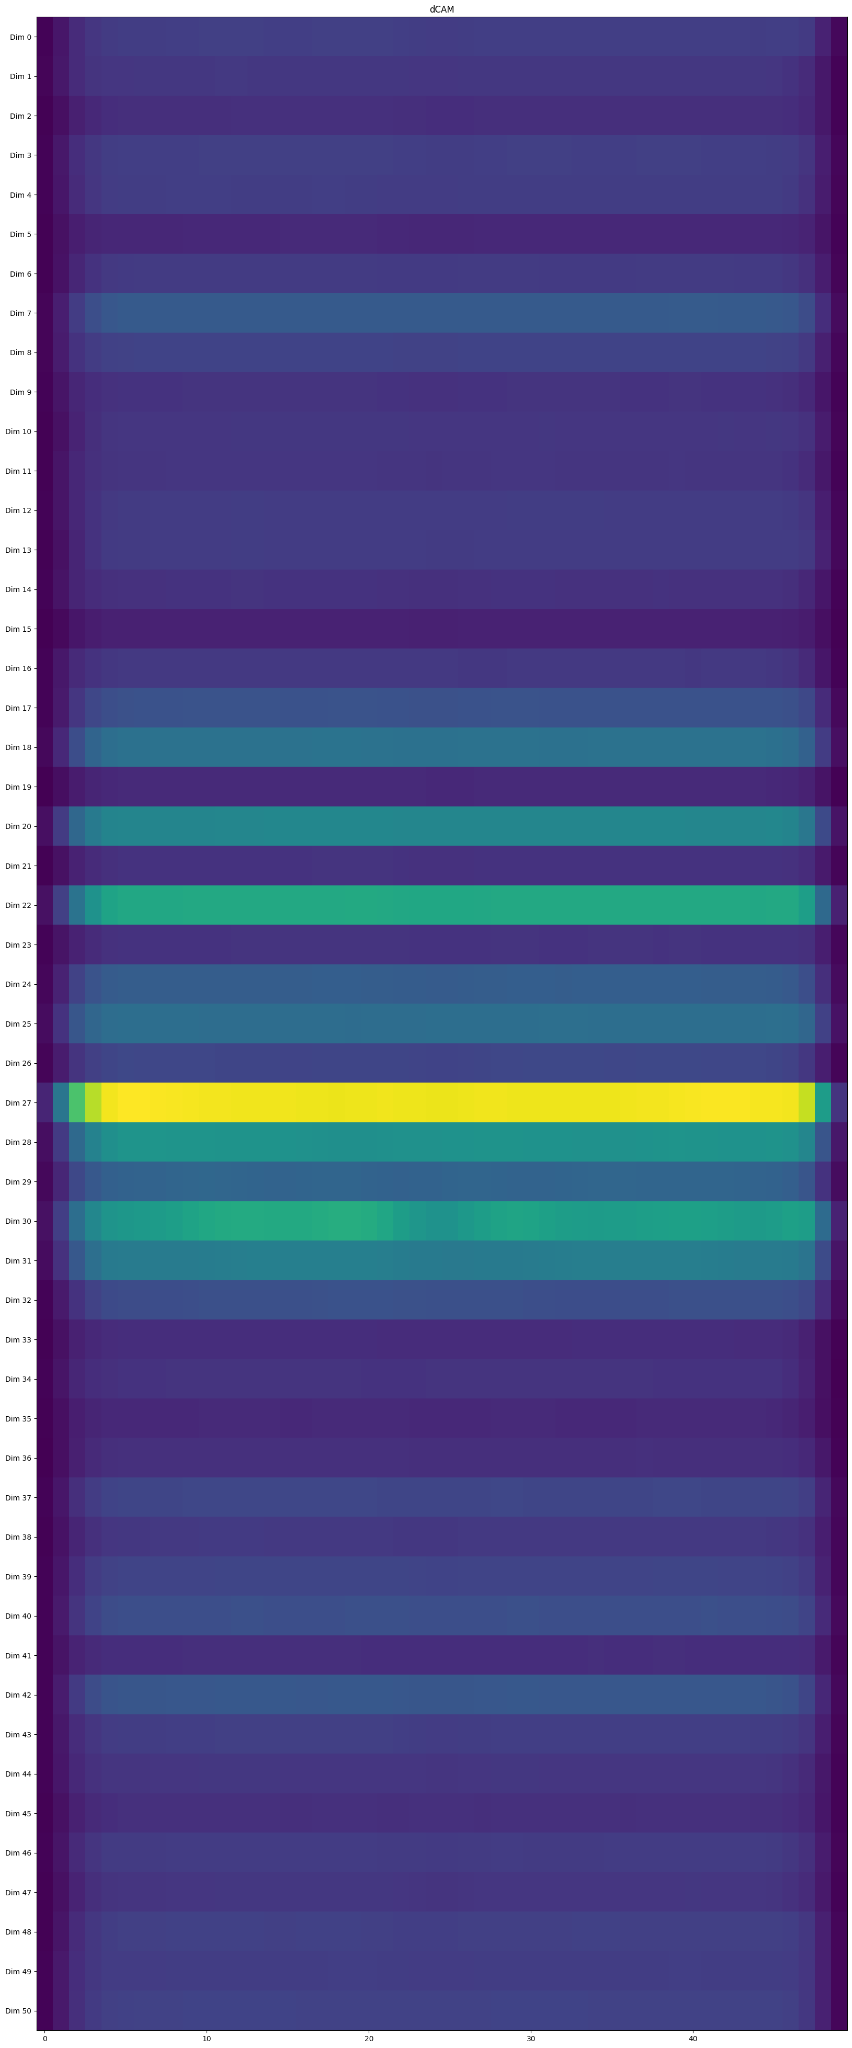 dCAM
Dim 0
Dim 1
Dim 2
Dim 3
Dim 4
Dim 5
Dim 6
Dim 7
Dim 8
Dim 9
Dim 10
Dim 11
Dim 12
Dim 13
Dim 14
Dim 15
Dim 16
Dim 17
Dim 18
Dim 19
Dim 20
Dim 21
Dim 22
Dim 23
Dim 24
Dim 25
Dim 26
Dim 27
Dim 28
Dim 29
Dim 30
Dim 31
Dim 32
Dim 33
Dim 34
Dim 35
Dim 36
Dim 37
Dim 38
Dim 39
Dim 40
Dim 41
Dim 42
Dim 43
Dim 44
Dim 45
Dim 46
Dim 47
Dim 48
Dim 49
Dim 50
0 10 20 30 40